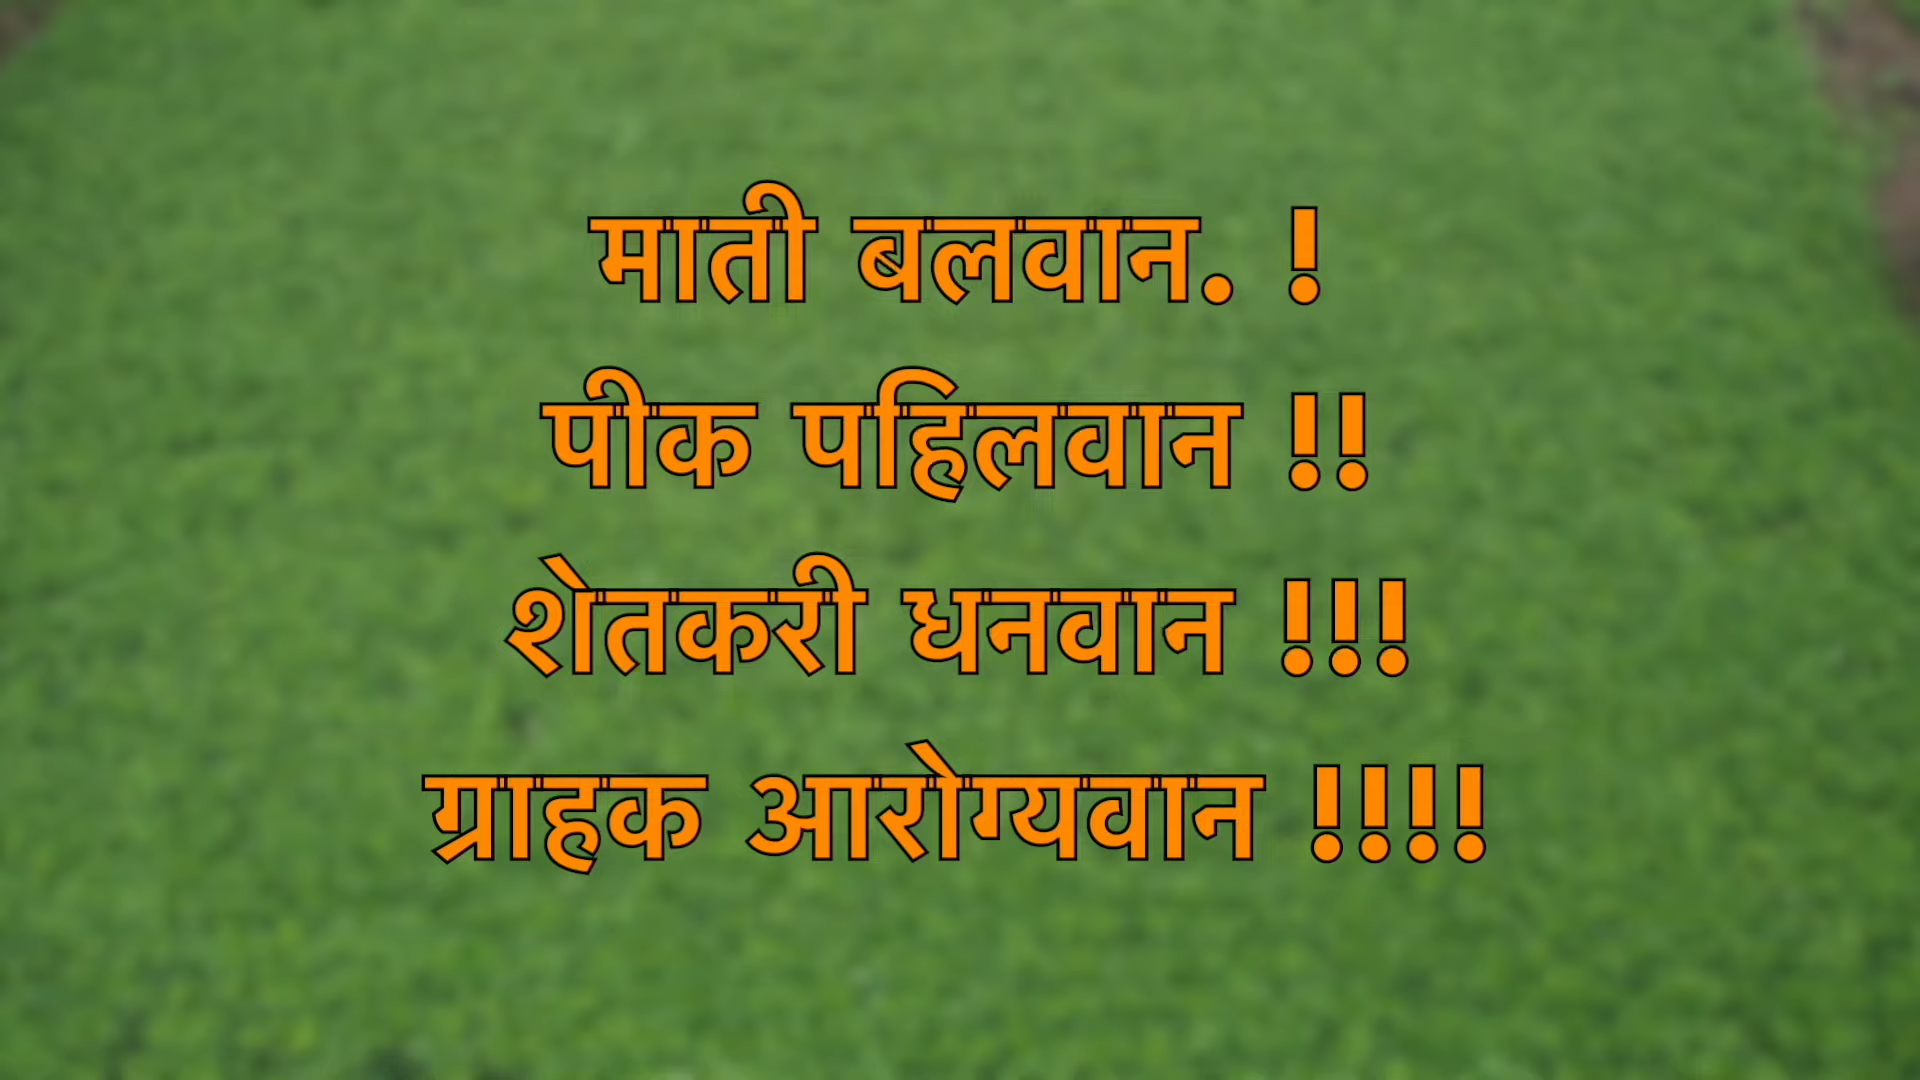 माती बलवान. !
पीक पहिलवान !!
शेतकरी धनवान !!!
ग्राहक आरोग्यवान !!!!